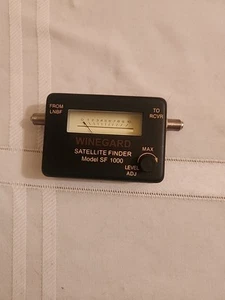 FROM
LNBF
TO
RCVR
WINEGARD
SATELLITE FINDER
Model SF 1000
MAX
LEVEL
ADJ